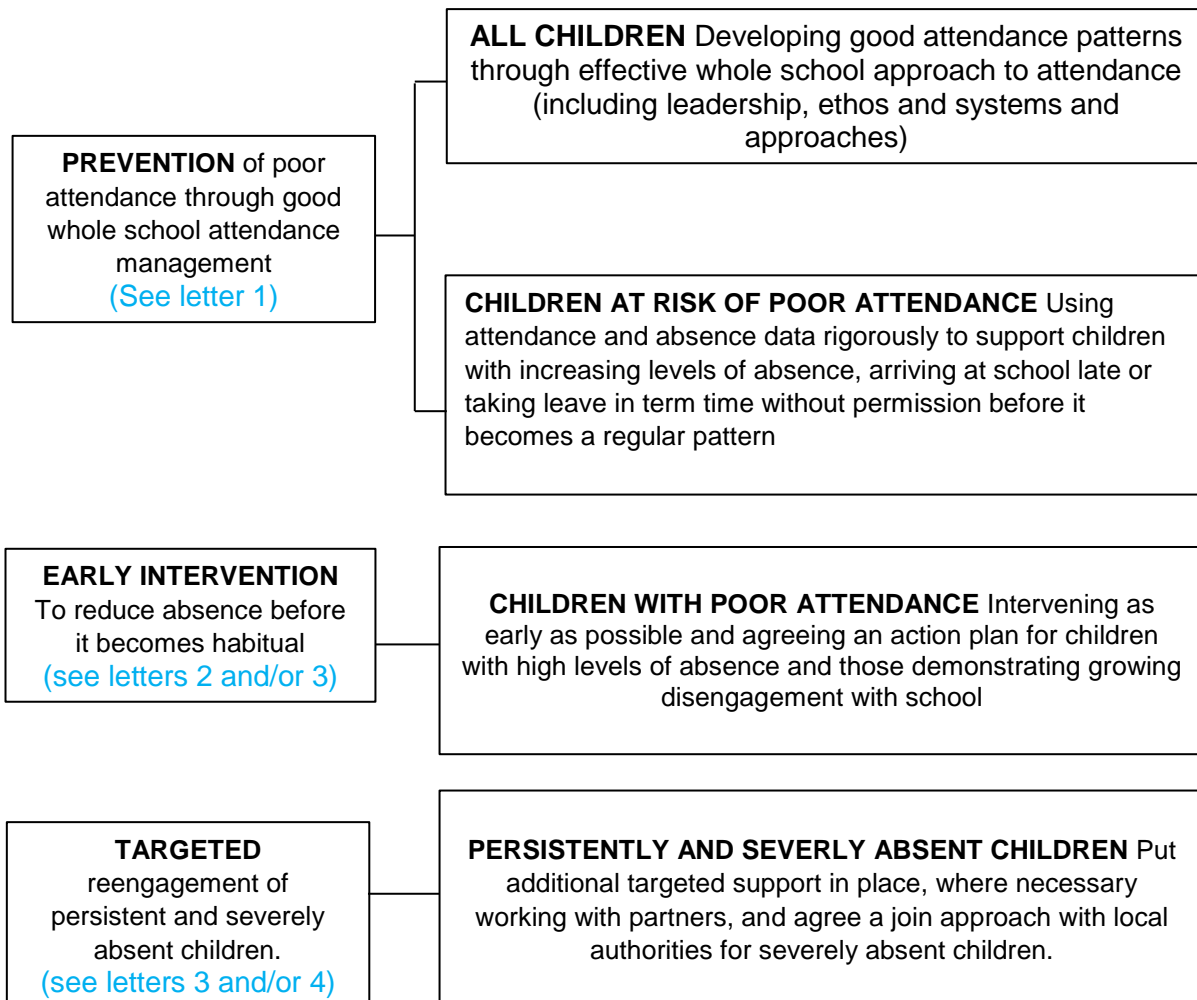 PREVENTION of poor
attendance through good
whole school attendance
management
(See letter 1)
ALL CHILDREN Developing good attendance patterns
through effective whole school approach to attendance
(including leadership, ethos and systems and
approaches)
CHILDREN AT RISK OF POOR ATTENDANCE Using
attendance and absence data rigorously to support children
with increasing levels of absence, arriving at school late or
taking leave in term time without permission before it
becomes a regular pattern
EARLY INTERVENTION
To reduce absence before
it becomes habitual
(see letters 2 and/or 3)
CHILDREN WITH POOR ATTENDANCE Intervening as
early as possible and agreeing an action plan for children
with high levels of absence and those demonstrating growing
disengagement with school
TARGETED
reengagement of
persistent and severely
absent children.
(see letters 3 and/or 4)
PERSISTENTLY AND SEVERLY ABSENT CHILDREN Put
additional targeted support in place, where necessary
working with partners, and agree a join approach with local
authorities for severely absent children.